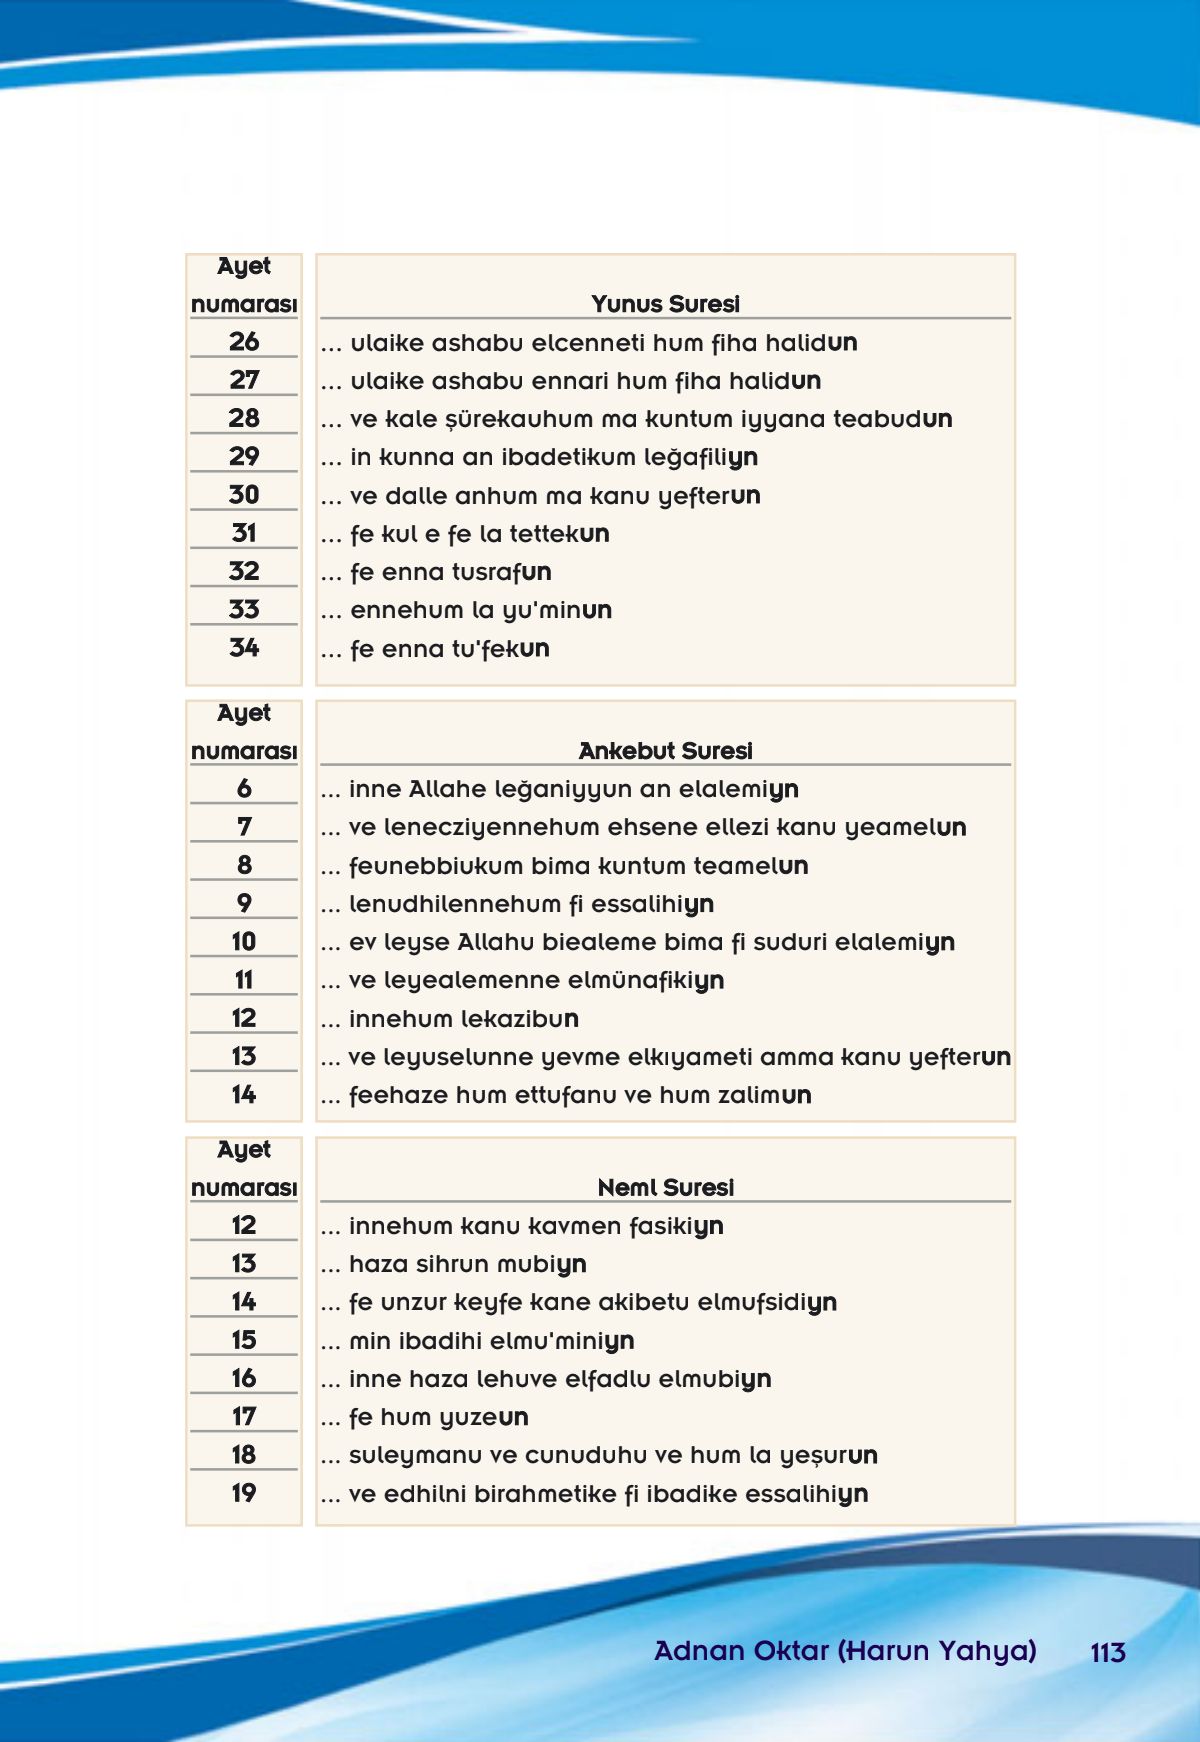 Ayet
numarası Yunus Suresi
26 ... ulaike ashabu elcenneti hum fiha halidun
27 ... ulaike ashabu ennari hum fiha halidun
28 ... ve kale şürekauhum ma kuntum iyyana teabudun
29 ... in kunna an ibadetikum leğafiliyn
30 ... ve dalle anhum ma kanu yefterun
31 ... fe kul e fe la tettekun
32 ... fe enna tusrafun
33 ... ennehum la yu'minun
34 ... fe enna tu'fekun
Ayet
numarası Ankebut Suresi
6 ... inne Allahe leğaniyyun an elalemiyn
7 ... ve lenecziyennehum ehsene ellezi kanu yeamelun
8 ... feunebbiukum bima kuntum teamelun
9 ... lenudhilennehum fi essalihiyn
10 ... ev leyse Allahu biealeme bima fi suduri elalemiyn
11 ... ve leyealemenne elmünafikiyn
12 ... innehum lekazibun
13 ... ve leyuselunne yevme elkıyameti amma kanu yefterun
14 ... feehaze hum ettufanu ve hum zalimun
Ayet
numarası Neml Suresi
12 ... innehum kanu kavmen fasikiyn
13 ... haza sihrun mubiyn
14 ... fe unzur keyfe kane akibetu elmufsidiyn
15 ... min ibadihi elmu'miniyn
16 ... inne haza lehuve elfadlu elmubiyn
17 ... fe hum yuzeun
18 ... suleymanu ve cunuduhu ve hum la yeşurun
19 ... ve edhilni birahmetike fi ibadike essalihiyn
Adnan Oktar (Harun Yahya) 113